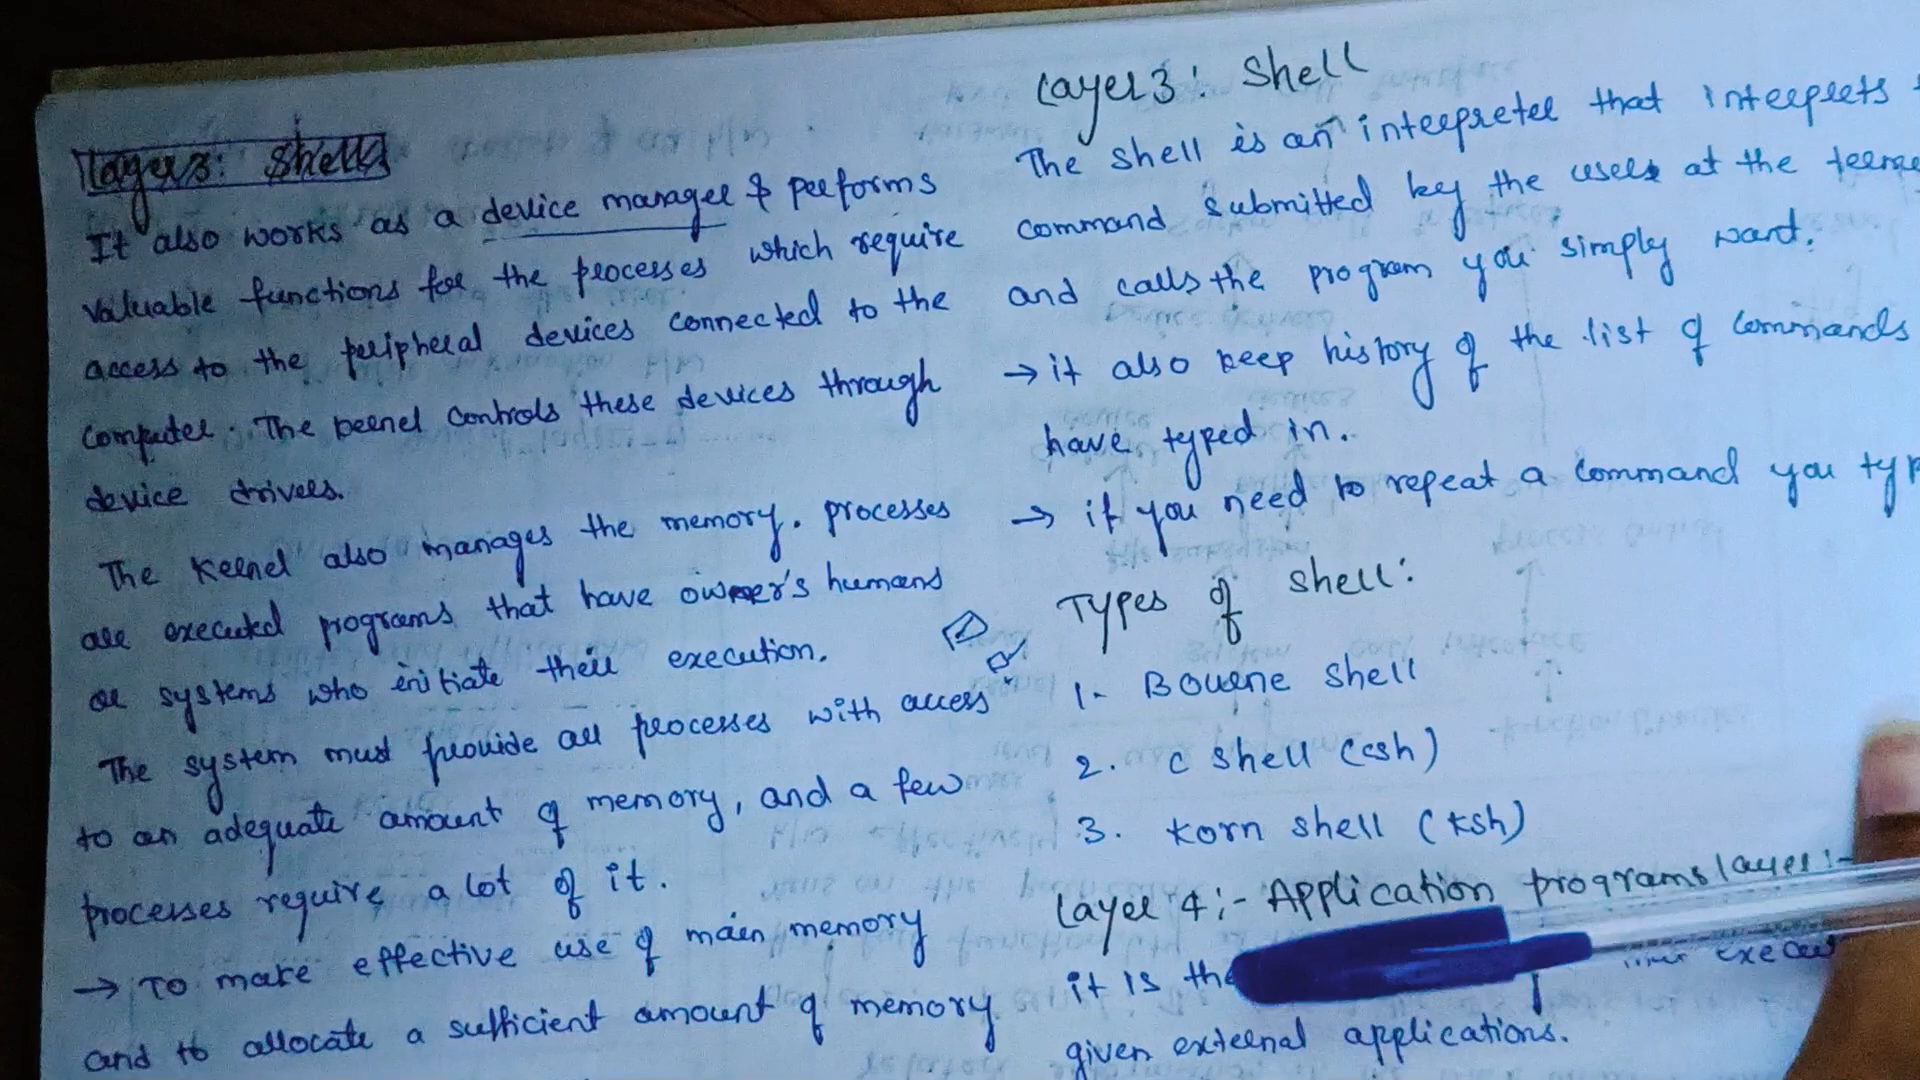 Layer 3: Shell
It also works as a device manager & performs
valuable functions for the processes which require
access to the peripheral devices connected to the
computer. The kernel controls these devices through
device drivers.
The Kernel also manages the memory. processes
are executed programs that have owner's humans
or systems who initiate their execution.
The system must provide all processes with access
to an adequate amount of memory, and a few
processes require a lot of it.
→ To make effective use of main memory
and to allocate a sufficient amount of memory
Layer 3: Shell
The shell is an interpreter that interprets
command submitted by the users at the
and calls the program you simply want.
→ it also keep history of the list of commands
have typed in.
→ if you need to repeat a command you typ
Types of shell:
1- Bourne shell
2. C shell (csh)
3. Korn shell (ksh)
Layer 4:- Application programs layer:-
it is the
given external applications.